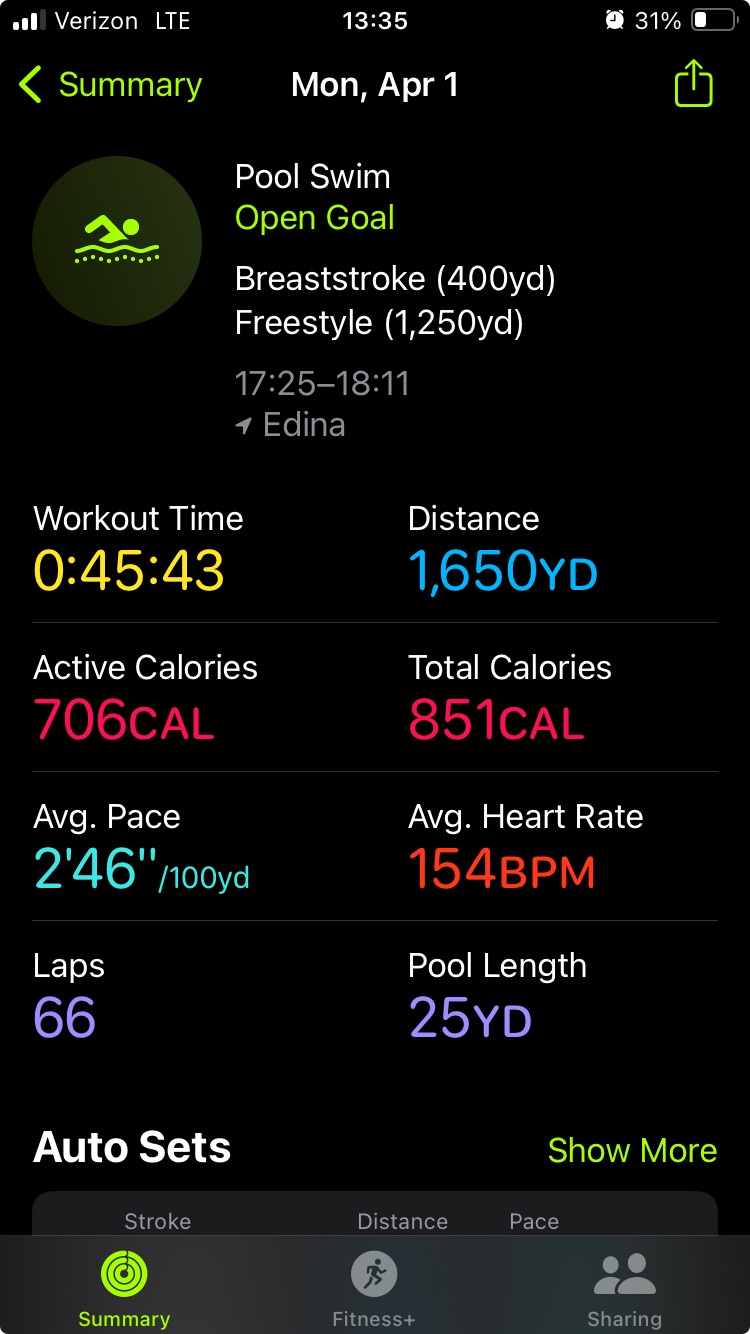 Verizon LTE 13:35 31%
Summary Mon, Apr 1
Pool Swim
Open Goal
Breaststroke (400yd)
Freestyle (1,250yd)
17:25–18:11
Edina
Workout Time Distance
0:45:43 1,650YD
Active Calories Total Calories
706CAL 851CAL
Avg. Pace Avg. Heart Rate
2'46"/100yd 154BPM
Laps Pool Length
66 25YD
Auto Sets Show More
Stroke Distance Pace
Summary Fitness+ Sharing